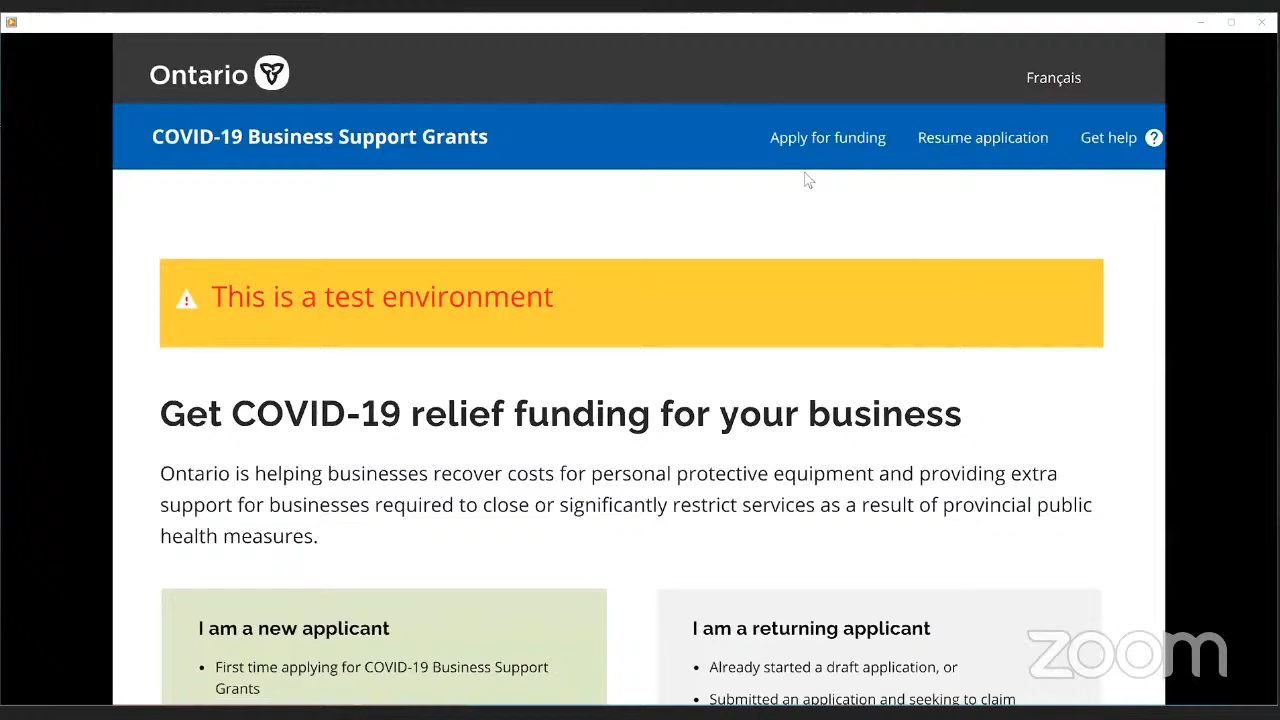 Ontario
Français
COVID-19 Business Support Grants
Apply for funding
Resume application
Get help ?
This is a test environment
Get COVID-19 relief funding for your business
Ontario is helping businesses recover costs for personal protective equipment and providing extra
support for businesses required to close or significantly restrict services as a result of provincial public
health measures.
I am a new applicant
• First time applying for COVID-19 Business Support
Grants
I am a returning applicant
• Already started a draft application, or
• Submitted an application and seeking to claim
zoom